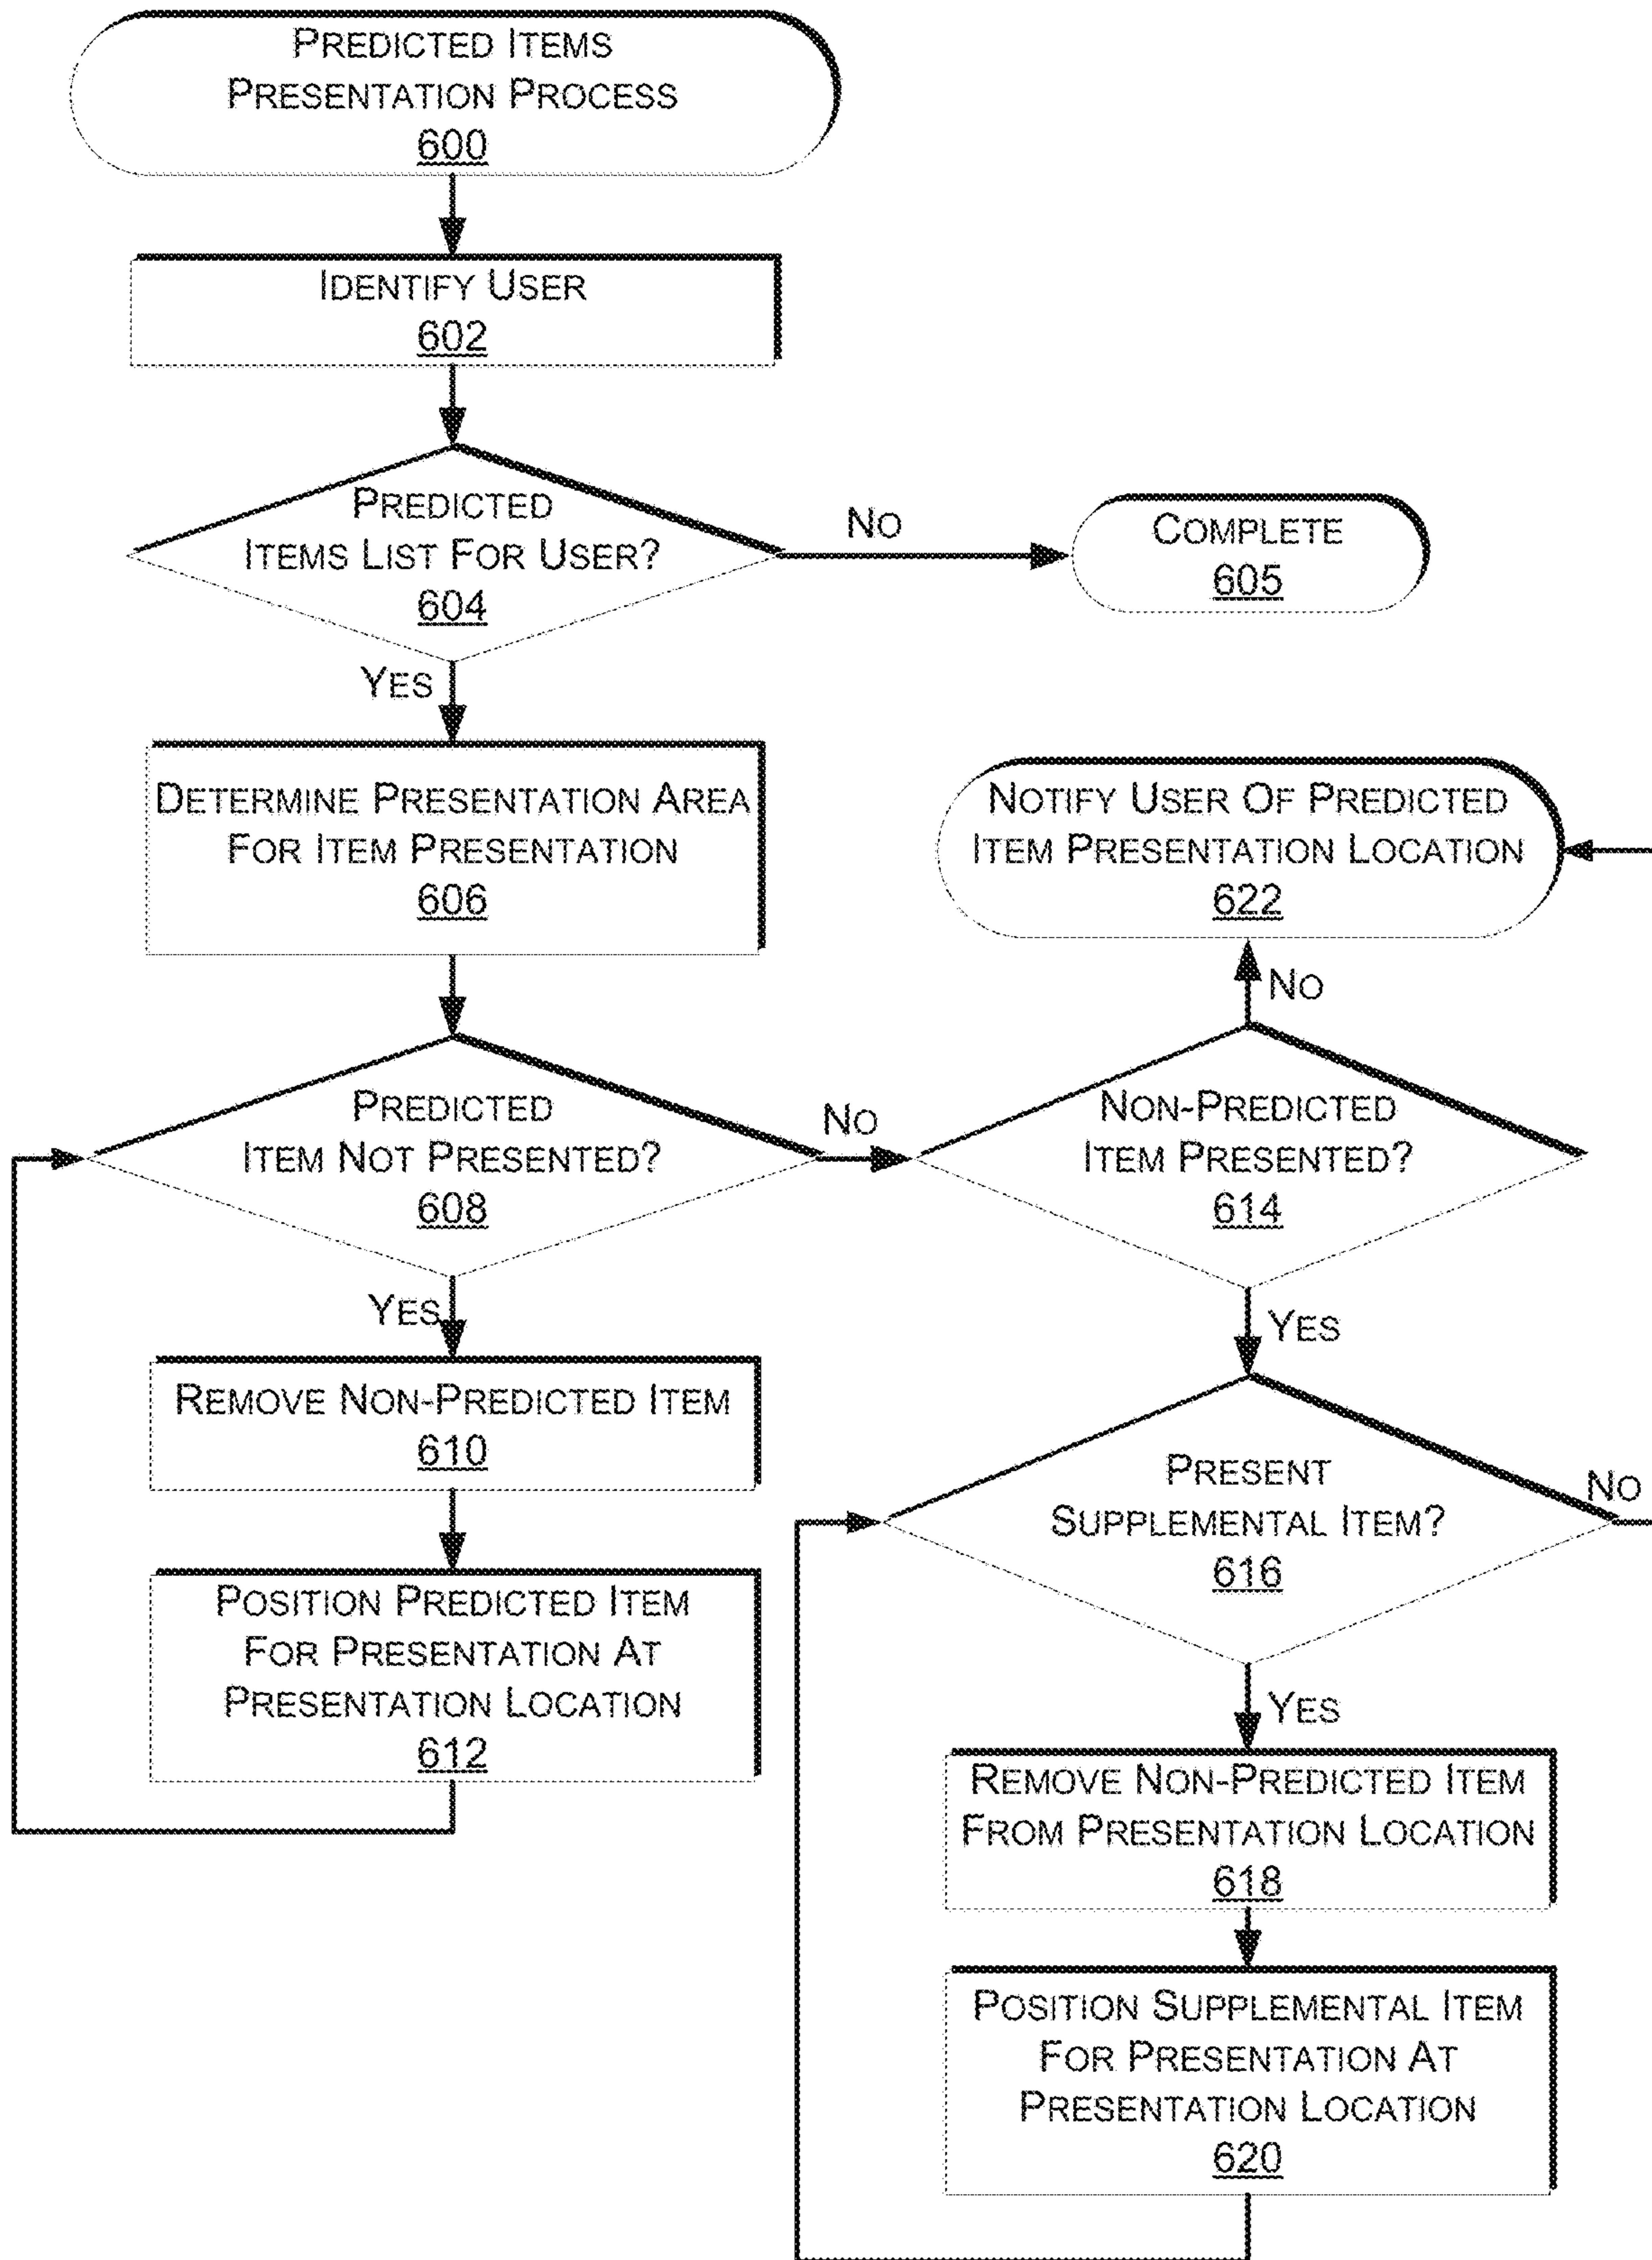 PREDICTED ITEMS
PRESENTATION PROCESS
600
IDENTIFY USER
602
PREDICTED
ITEMS LIST FOR USER?
604
NO
COMPLETE
605
YES
DETERMINE PRESENTATION AREA
FOR ITEM PRESENTATION
606
NOTIFY USER OF PREDICTED
ITEM PRESENTATION LOCATION
622
NO
PREDICTED
ITEM NOT PRESENTED?
608
NO
NON-PREDICTED
ITEM PRESENTED?
614
YES
YES
REMOVE NON-PREDICTED ITEM
610
PRESENT
SUPPLEMENTAL ITEM?
616
NO
POSITION PREDICTED ITEM
FOR PRESENTATION AT
PRESENTATION LOCATION
612
YES
REMOVE NON-PREDICTED ITEM
FROM PRESENTATION LOCATION
618
POSITION SUPPLEMENTAL ITEM
FOR PRESENTATION AT
PRESENTATION LOCATION
620